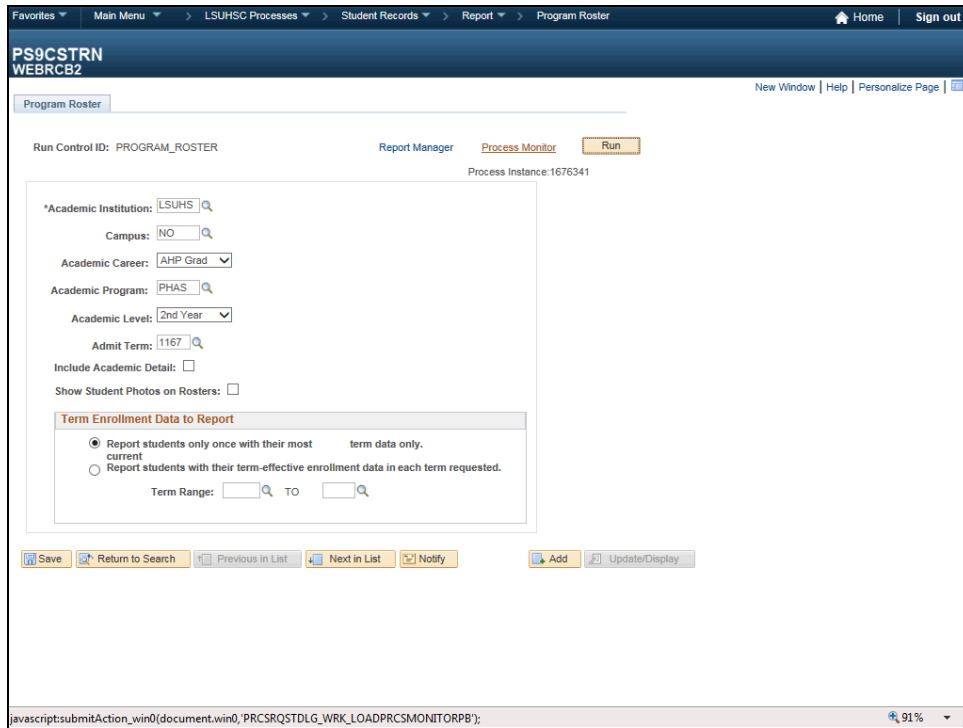 Favorites Main Menu > LSUHSC Processes > Student Records > Report > Program Roster Home Sign out
PS9CSTRN
WEBRCB2
New Window | Help | Personalize Page |
Program Roster
Run Control ID: PROGRAM_ROSTER Report Manager Process Monitor Run
Process Instance:1676341
*Academic Institution: LSUHS
Campus: NO
Academic Career: AHP Grad
Academic Program: PHAS
Academic Level: 2nd Year
Admit Term: 1167
Include Academic Detail:
Show Student Photos on Rosters:
Term Enrollment Data to Report
Report students only once with their most term data only.
current
Report students with their term-effective enrollment data in each term requested.
Term Range: TO
Save Return to Search Previous in List Next in List Notify Add Update/Display
javascript:submitAction_win0(document.win0,'PRCSRQSTDLG_WRK_LOADPRCSMONITORPB'); 91%